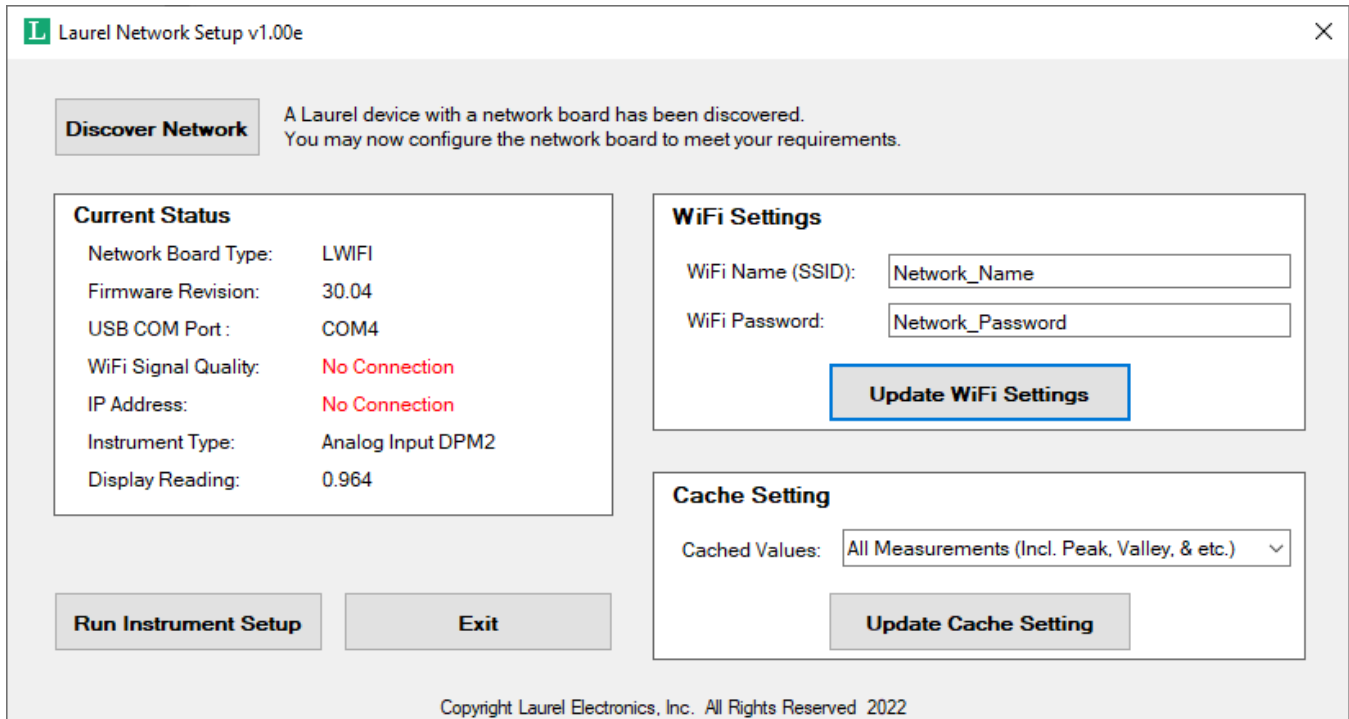 L Laurel Network Setup v1.00e
Discover Network
A Laurel device with a network board has been discovered.
You may now configure the network board to meet your requirements.
Current Status
Network Board Type: LWIFI
Firmware Revision: 30.04
USB COM Port : COM4
WiFi Signal Quality: No Connection
IP Address: No Connection
Instrument Type: Analog Input DPM2
Display Reading: 0.964
WiFi Settings
WiFi Name (SSID): Network_Name
WiFi Password: Network_Password
Update WiFi Settings
Cache Setting
Cached Values: All Measurements (Incl. Peak, Valley, & etc.)
Update Cache Setting
Run Instrument Setup
Exit
Copyright Laurel Electronics, Inc. All Rights Reserved 2022